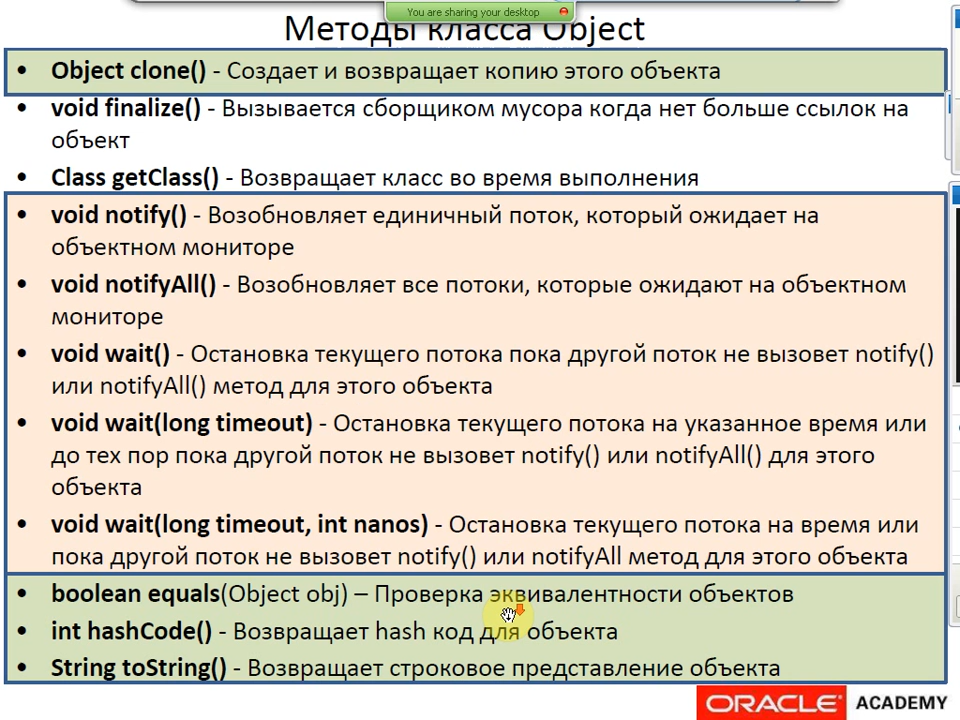 You are sharing your desktop
Методы класса Object
• Object clone() - Создает и возвращает копию этого объекта
• void finalize() - Вызывается сборщиком мусора когда нет больше ссылок на
объект
• Class getClass() - Возвращает класс во время выполнения
• void notify() - Возобновляет единичный поток, который ожидает на
объектном мониторе
• void notifyAll() - Возобновляет все потоки, которые ожидают на объектном
мониторе
• void wait() - Остановка текущего потока пока другой поток не вызовет notify()
или notifyAll() метод для этого объекта
• void wait(long timeout) - Остановка текущего потока на указанное время или
до тех пор пока другой поток не вызовет notify() или notifyAll() для этого
объекта
• void wait(long timeout, int nanos) - Остановка текущего потока на время или
пока другой поток не вызовет notify() или notifyAll метод для этого объекта
• boolean equals(Object obj) – Проверка эквивалентности объектов
• int hashCode() - Возвращает hash код для объекта
• String toString() - Возвращает строковое представление объекта
ORACLE ACADEMY